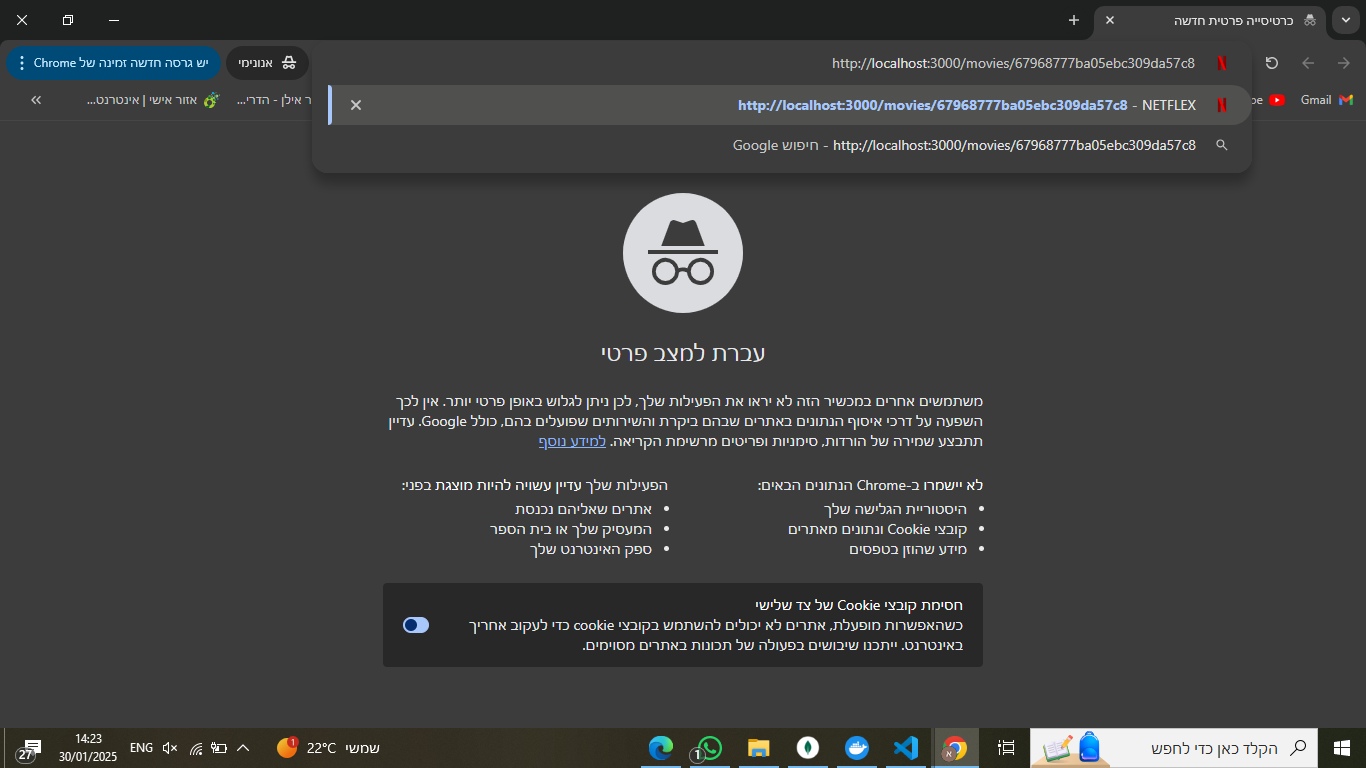 כרטיסייה פרטית חדשה
http://localhost:3000/movies/67968777ba05ebc309da57c8
אנונימי
יש גרסה חדשה זמינה של Chrome
Gmail
http://localhost:3000/movies/67968777ba05ebc309da57c8 - NETFLEX
אזור אישי | אינטרנט...
http://localhost:3000/movies/67968777ba05ebc309da57c8 - חיפוש Google
עברת למצב פרטי
משתמשים אחרים במכשיר הזה לא יראו את הפעילות שלך, לכן ניתן לגלוש באופן פרטי יותר. אין לכך
השפעה על דרכי איסוף הנתונים באתרים שבהם ביקרת והשירותים שפועלים בהם, כולל Google. עדיין
תתבצע שמירה של הורדות, סימניות ופריטים מרשימת הקריאה. למידע נוסף
לא יישמרו ב-Chrome הנתונים הבאים:
היסטוריית הגלישה שלך
קובצי Cookie ונתונים מאתרים
מידע שהוזן בטפסים
הפעילות שלך עדיין עשויה להיות מוצגת בפני:
אתרים שאליהם נכנסת
המעסיק שלך או בית הספר
ספק האינטרנט שלך
חסימת קובצי Cookie של צד שלישי
כשהאפשרות מופעלת, אתרים לא יכולים להשתמש בקובצי cookie כדי לעקוב אחריך
באינטרנט. ייתכנו שיבושים בפעולה של תכונות באתרים מסוימים.
הקלד כאן כדי לחפש
א
1
שמשי 22°C
1
ENG
14:23
30/01/2025
27